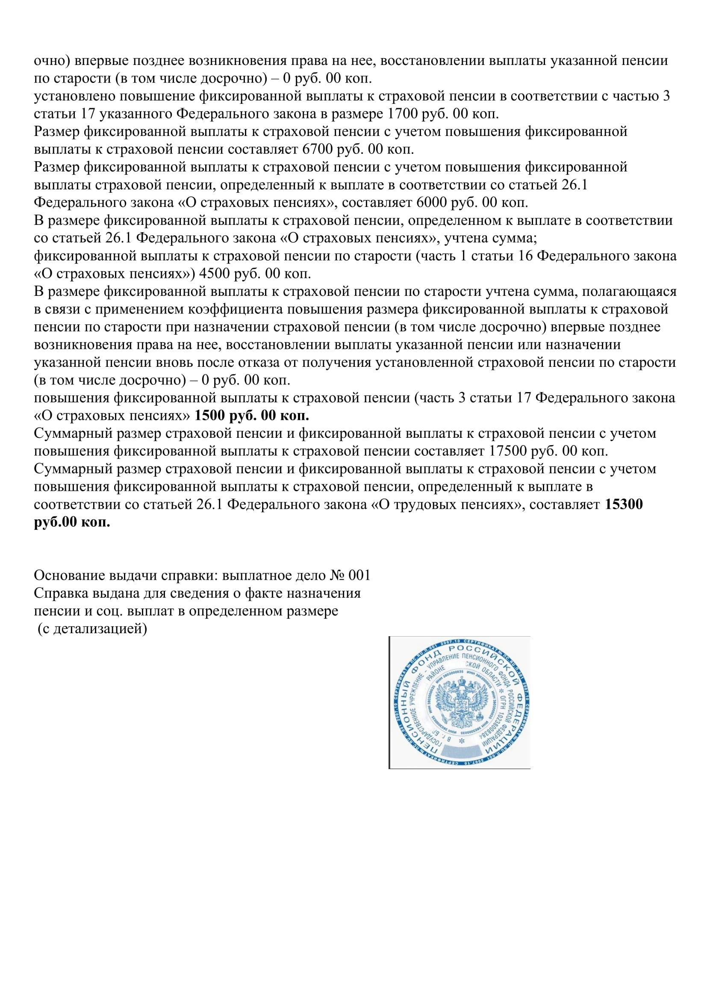 очно) впервые позднее возникновения права на нее, восстановлении выплаты указанной пенсии
по старости (в том числе досрочно) – 0 руб. 00 коп.
установлено повышение фиксированной выплаты к страховой пенсии в соответствии с частью 3
статьи 17 указанного Федерального закона в размере 1700 руб. 00 коп.
Размер фиксированной выплаты к страховой пенсии с учетом повышения фиксированной
выплаты к страховой пенсии составляет 6700 руб. 00 коп.
Размер фиксированной выплаты к страховой пенсии с учетом повышения фиксированной
выплаты страховой пенсии, определенный к выплате в соответствии со статьей 26.1
Федерального закона «О страховых пенсиях», составляет 6000 руб. 00 коп.
В размере фиксированной выплаты к страховой пенсии, определенном к выплате в соответствии
со статьей 26.1 Федерального закона «О страховых пенсиях», учтена сумма;
фиксированной выплаты к страховой пенсии по старости (часть 1 статьи 16 Федерального закона
«О страховых пенсиях») 4500 руб. 00 коп.
В размере фиксированной выплаты к страховой пенсии по старости учтена сумма, полагающаяся
в связи с применением коэффициента повышения размера фиксированной выплаты к страховой
пенсии по старости при назначении страховой пенсии (в том числе досрочно) впервые позднее
возникновения права на нее, восстановлении выплаты указанной пенсии или назначении
указанной пенсии вновь после отказа от получения установленной страховой пенсии по старости
(в том числе досрочно) – 0 руб. 00 коп.
повышения фиксированной выплаты к страховой пенсии (часть 3 статьи 17 Федерального закона
«О страховых пенсиях» 1500 руб. 00 коп.
Суммарный размер страховой пенсии и фиксированной выплаты к страховой пенсии с учетом
повышения фиксированной выплаты к страховой пенсии составляет 17500 руб. 00 коп.
Суммарный размер страховой пенсии и фиксированной выплаты к страховой пенсии с учетом
повышения фиксированной выплаты к страховой пенсии, определенный к выплате в
соответствии со статьей 26.1 Федерального закона «О трудовых пенсиях», составляет 15300
руб.00 коп.
Основание выдачи справки: выплатное дело № 001
Справка выдана для сведения о факте назначения
пенсии и соц. выплат в определенном размере
(с детализацией)
ПЕНСИОННЫЙ ФОНД РОССИЙСКОЙ ФЕДЕРАЦИИ
ГОСУДАРСТВЕННОЕ УЧРЕЖДЕНИЕ - УПРАВЛЕНИЕ ПЕНСИОННОГО ФОНДА РОССИЙСКОЙ ФЕДЕРАЦИИ
РАЙОНЕ СКОЙ ОБЛАСТИ * ОГРН
ИНН 3803000035 ИНН 3803000035 ИНН 3803000035 ИНН 3803000035 ИНН 3803000035 ИНН 3803000035